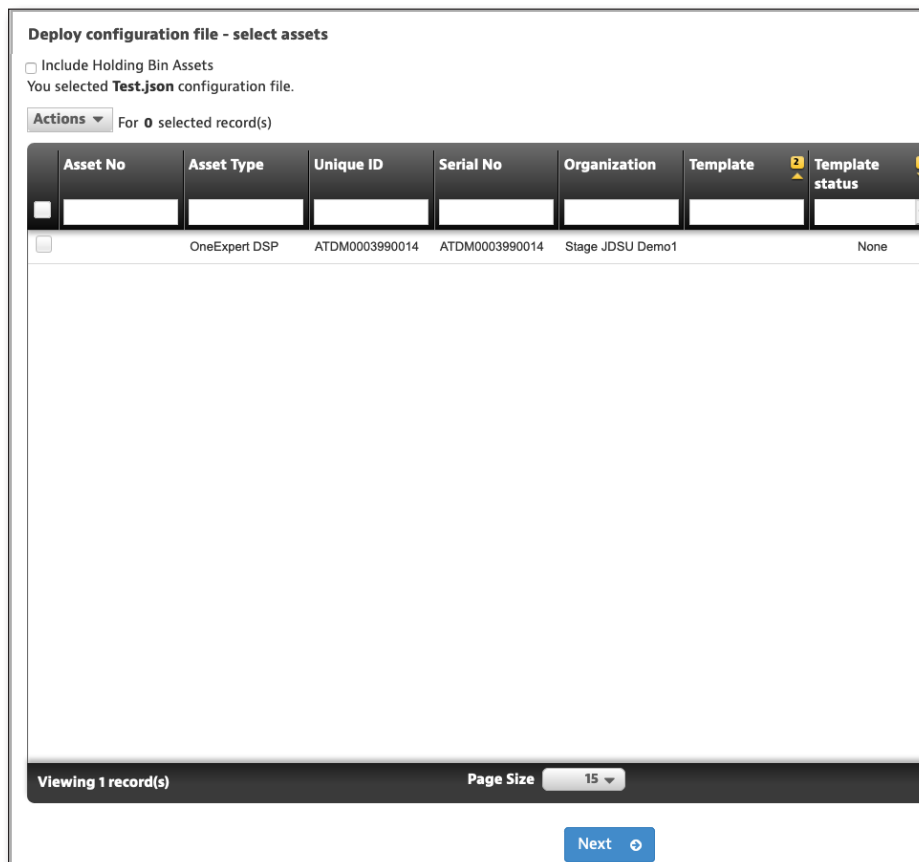 Deploy configuration file - select assets
Include Holding Bin Assets
You selected Test.json configuration file.
Actions For 0 selected record(s)
Asset No Asset Type Unique ID Serial No Organization Template 2 Template status
OneExpert DSP ATDM0003990014 ATDM0003990014 Stage JDSU Demo1 None
Viewing 1 record(s) Page Size 15
Next